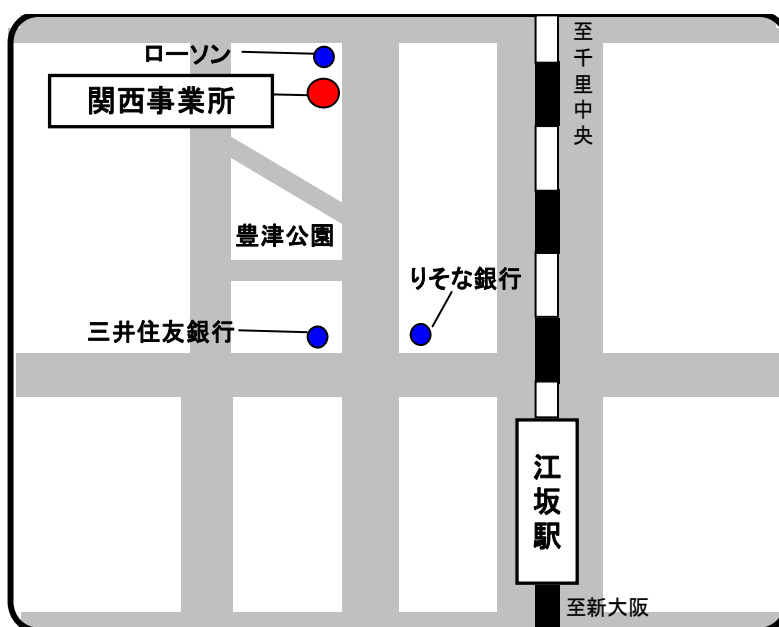 至千里中央
ローソン
関西事業所
豊津公園
りそな銀行
三井住友銀行
江坂駅
至新大阪